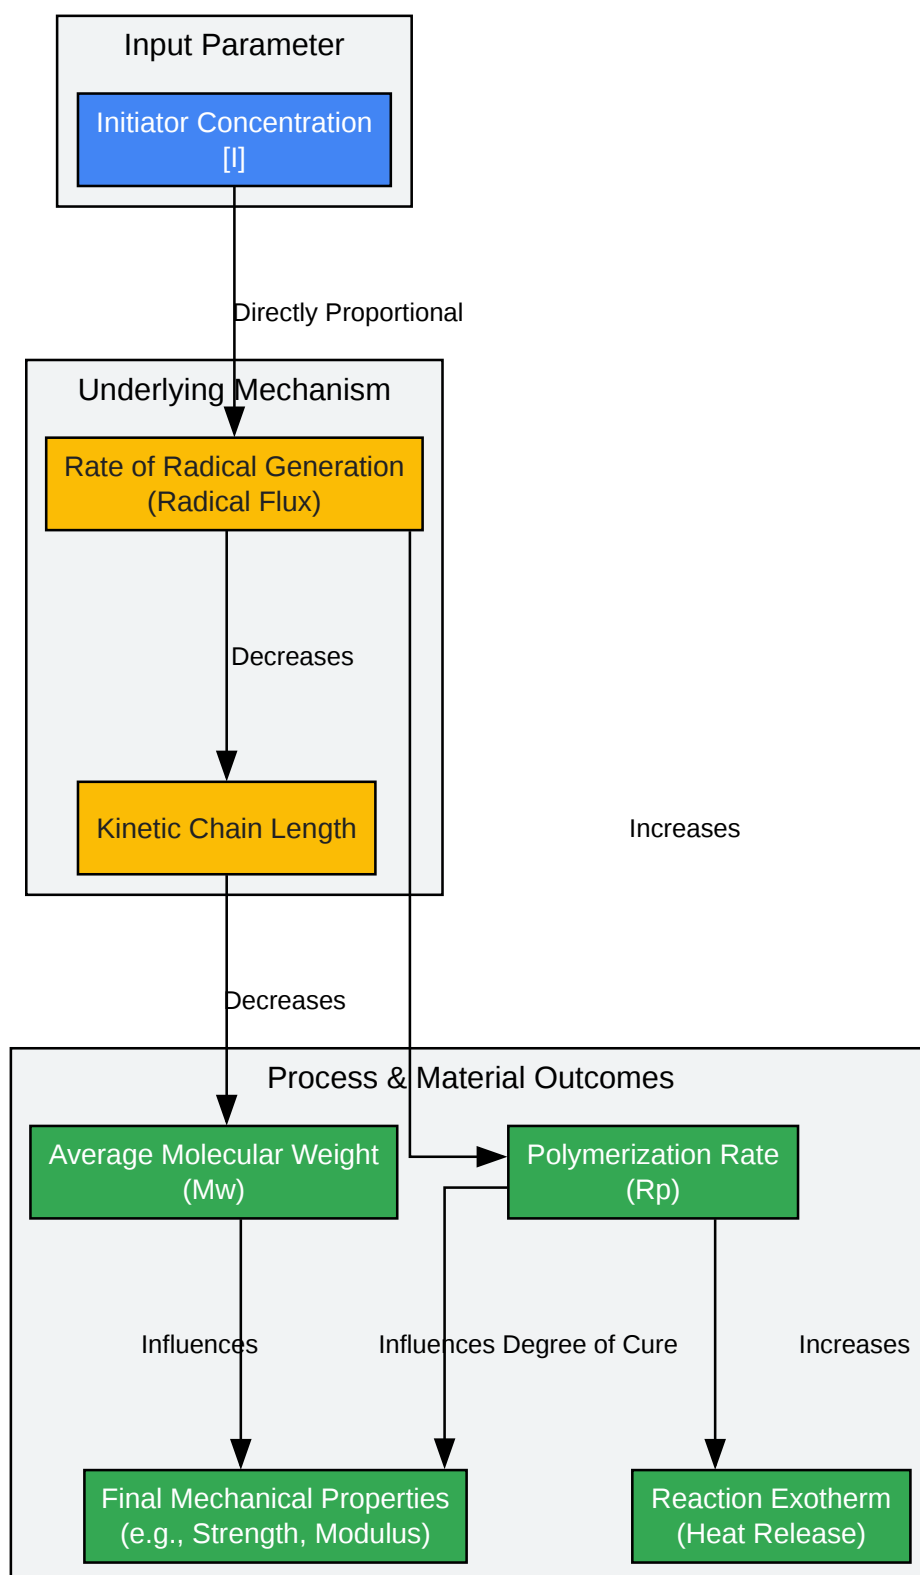 Input Parameter
Initiator Concentration
[I]
Directly Proportional
Underlying Mechanism
Rate of Radical Generation
(Radical Flux)
Decreases
Kinetic Chain Length
Increases
Decreases
Process & Material Outcomes
Average Molecular Weight
(Mw)
Polymerization Rate
(Rp)
Influences
Influences Degree of Cure
Increases
Final Mechanical Properties
(e.g., Strength, Modulus)
Reaction Exotherm
(Heat Release)